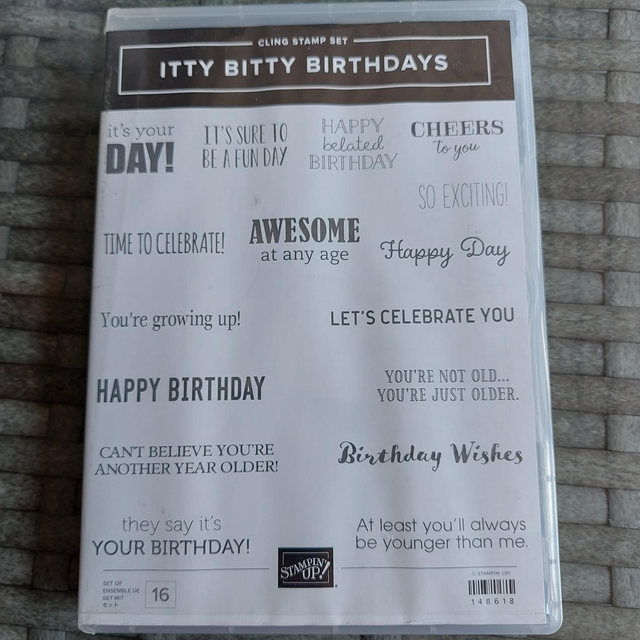 CLING STAMP SET
ITTY BITTY BIRTHDAYS
it's your
DAY!
IT'S SURE TO
BE A FUN DAY
HAPPY
belated
BIRTHDAY
CHEERS
to you
SO EXCITING!
TIME TO CELEBRATE!
AWESOME
at any age
Happy Day
You're growing up!
LET'S CELEBRATE YOU
HAPPY BIRTHDAY
YOU'RE NOT OLD...
YOU'RE JUST OLDER.
CAN'T BELIEVE YOU'RE
ANOTHER YEAR OLDER!
Birthday Wishes
they say it's
YOUR BIRTHDAY!
At least you'll always
be younger than me.
SET OF
ENSEMBLE DE
SET MIT
セット
16
STAMPIN' UP!
© STAMPIN' UP!
148618